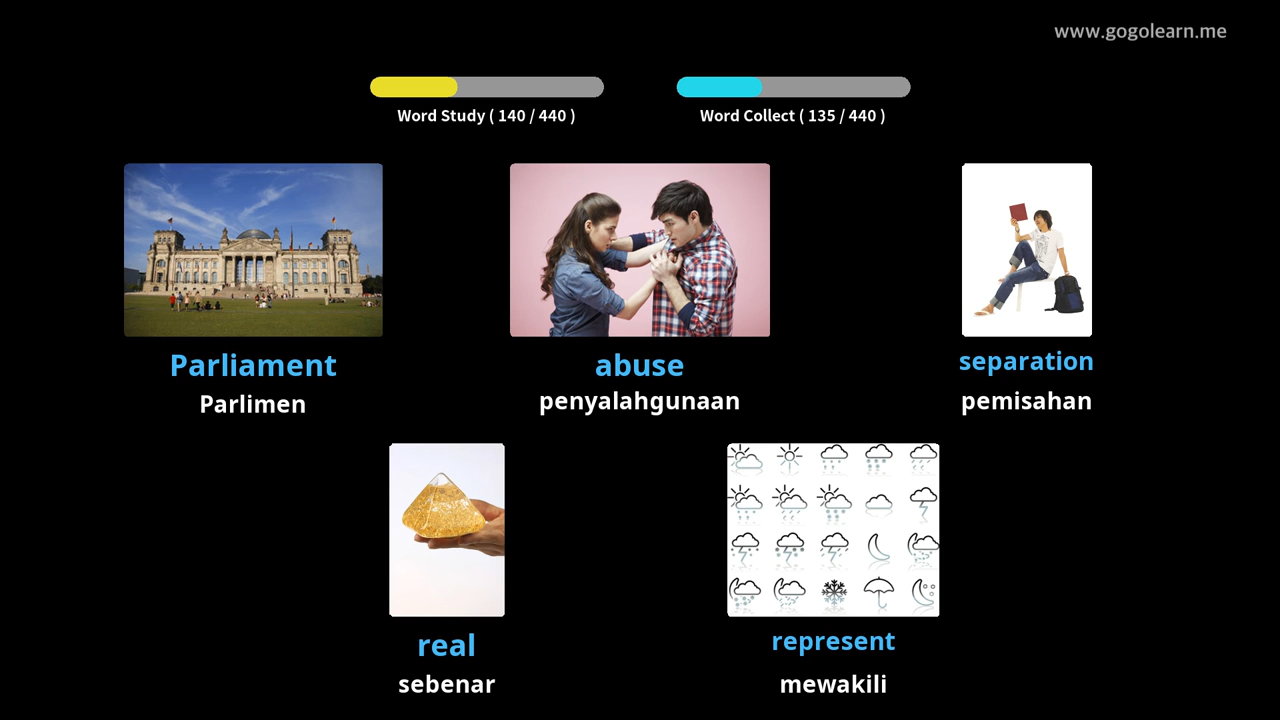 www.gogolearn.me
Word Study ( 140 / 440 )
Word Collect ( 135 / 440 )
Parliament
Parlimen
abuse
penyalahgunaan
separation
pemisahan
real
sebenar
represent
mewakili